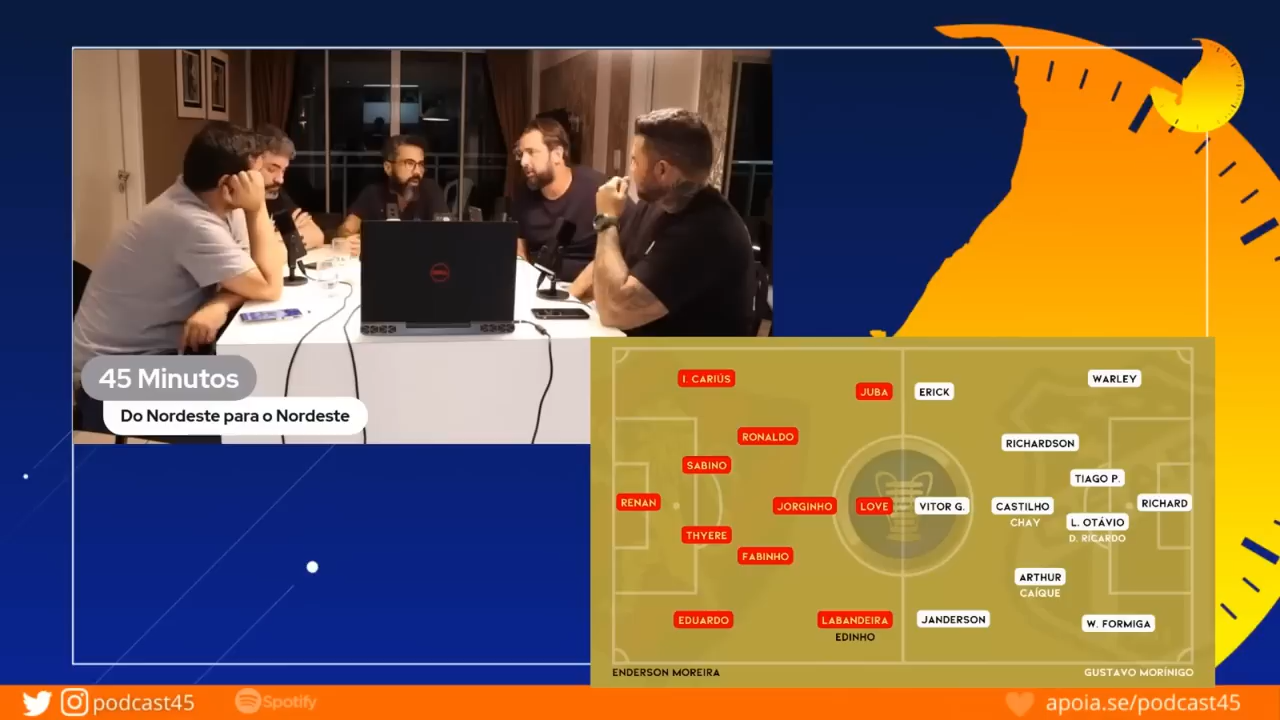 45 Minutos
Do Nordeste para o Nordeste
DELL
I. CARIÚS
JUBA
ERICK
WARLEY
RONALDO
RICHARDSON
SABINO
TIAGO P.
RENAN
JORGINHO
LOVE
VITOR G.
CASTILHO
CHAY
RICHARD
L. OTÁVIO
D. RICARDO
THYERE
FABINHO
ARTHUR
CAÍQUE
EDUARDO
LABANDEIRA
EDINHO
JANDERSON
W. FORMIGA
ENDERSON MOREIRA
GUSTAVO MORÍNIGO
podcast45
Spotify
apoia.se/podcast45